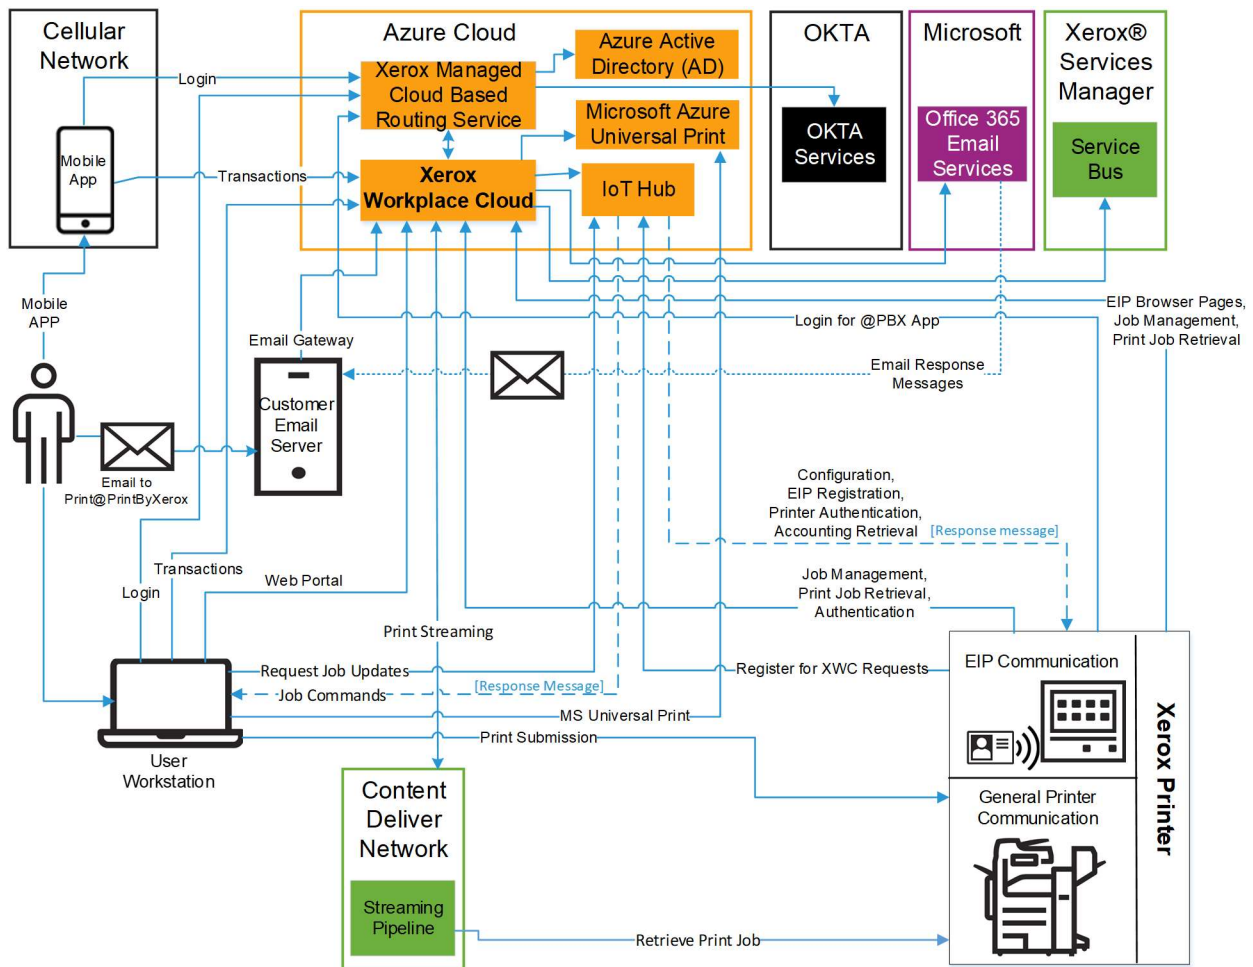 Cellular
Network
Azure Cloud
OKTA
Microsoft
Xerox®
Services
Manager
Login
Xerox Managed
Cloud Based
Routing Service
Azure Active
Directory (AD)
Microsoft Azure
Universal Print
OKTA
Services
Office 365
Email
Services
Service
Bus
Mobile
App
Transactions
Xerox
Workplace Cloud
IoT Hub
Mobile
APP
Email Gateway
Login for @PBX App
EIP Browser Pages,
Job Management,
Print Job Retrieval
Email Response
Messages
Customer
Email
Server
Email to
Print@PrintByXerox
Configuration,
EIP Registration,
Printer Authentication,
Accounting Retrieval
[Response message]
Transactions
Login
Web Portal
Job Management,
Print Job Retrieval,
Authentication
Print Streaming
Request Job Updates
Job Commands
[Response Message]
Register for XWC Requests
EIP Communication
MS Universal Print
Print Submission
User
Workstation
Xerox Printer
Content
Deliver
Network
General Printer
Communication
Streaming
Pipeline
Retrieve Print Job